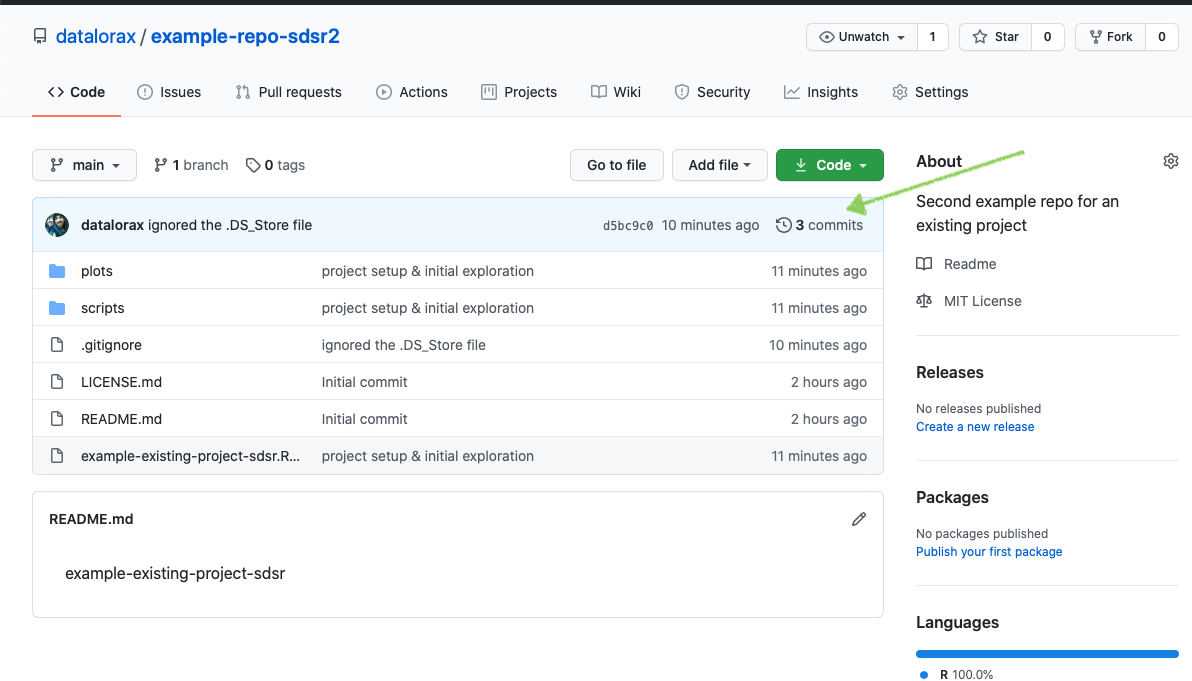 datalorax / example-repo-sdsr2
Unwatch 1 Star 0 Fork 0
Code Issues Pull requests Actions Projects Wiki Security Insights Settings
main 1 branch 0 tags Go to file Add file Code
datalorax ignored the .DS_Store file d5bc9c0 10 minutes ago 3 commits
plots project setup & initial exploration 11 minutes ago
scripts project setup & initial exploration 11 minutes ago
.gitignore ignored the .DS_Store file 10 minutes ago
LICENSE.md Initial commit 2 hours ago
README.md Initial commit 2 hours ago
example-existing-project-sdsr.R... project setup & initial exploration 11 minutes ago
README.md
example-existing-project-sdsr
About
Second example repo for an
existing project
Readme
MIT License
Releases
No releases published
Create a new release
Packages
No packages published
Publish your first package
Languages
R 100.0%